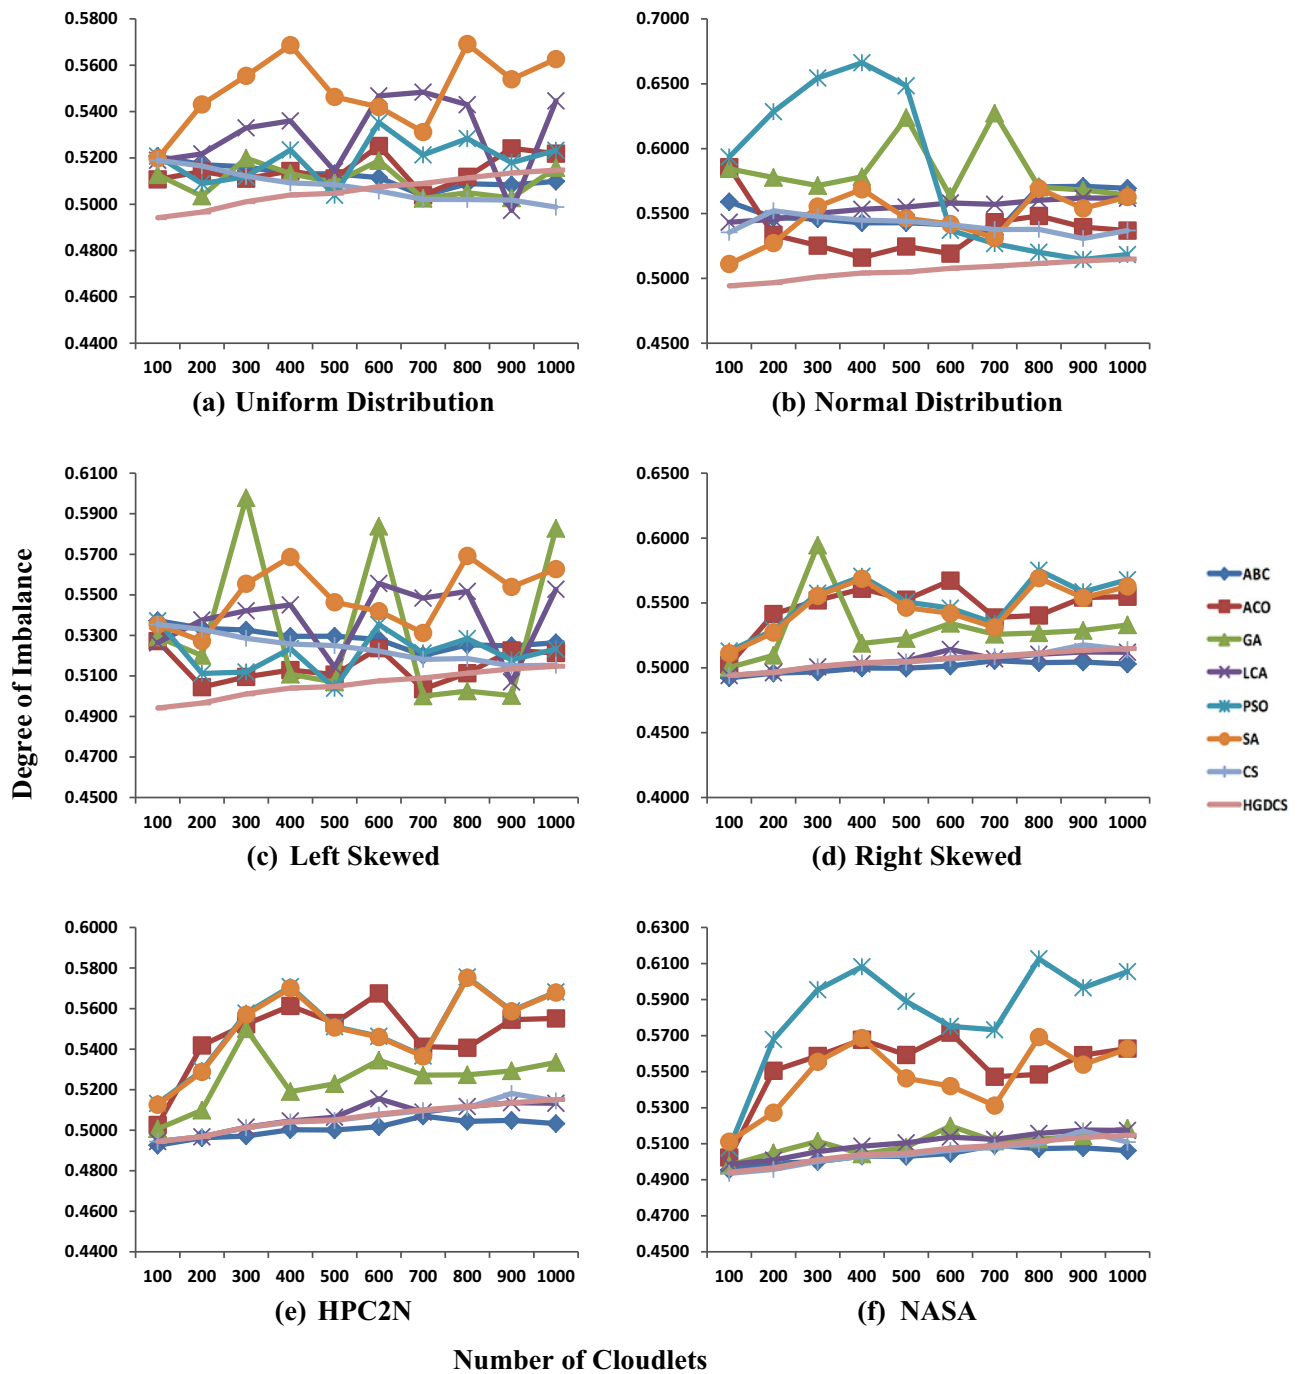 0.5800
0.5600
0.5400
0.5200
0.5000
0.4800
0.4600
0.4400
100 200 300 400 500 600 700 800 900 1000
(a) Uniform Distribution
0.7000
0.6500
0.6000
0.5500
0.5000
0.4500
100 200 300 400 500 600 700 800 900 1000
(b) Normal Distribution
Degree of Imbalance
0.6100
0.5900
0.5700
0.5500
0.5300
0.5100
0.4900
0.4700
0.4500
100 200 300 400 500 600 700 800 900 1000
(c) Left Skewed
0.6500
0.6000
0.5500
0.5000
0.4500
0.4000
100 200 300 400 500 600 700 800 900 1000
(d) Right Skewed
ABC
ACO
GA
LCA
PSO
SA
CS
HGDCS
0.6000
0.5800
0.5600
0.5400
0.5200
0.5000
0.4800
0.4600
0.4400
100 200 300 400 500 600 700 800 900 1000
(e) HPC2N
0.6300
0.6100
0.5900
0.5700
0.5500
0.5300
0.5100
0.4900
0.4700
0.4500
100 200 300 400 500 600 700 800 900 1000
(f) NASA
Number of Cloudlets